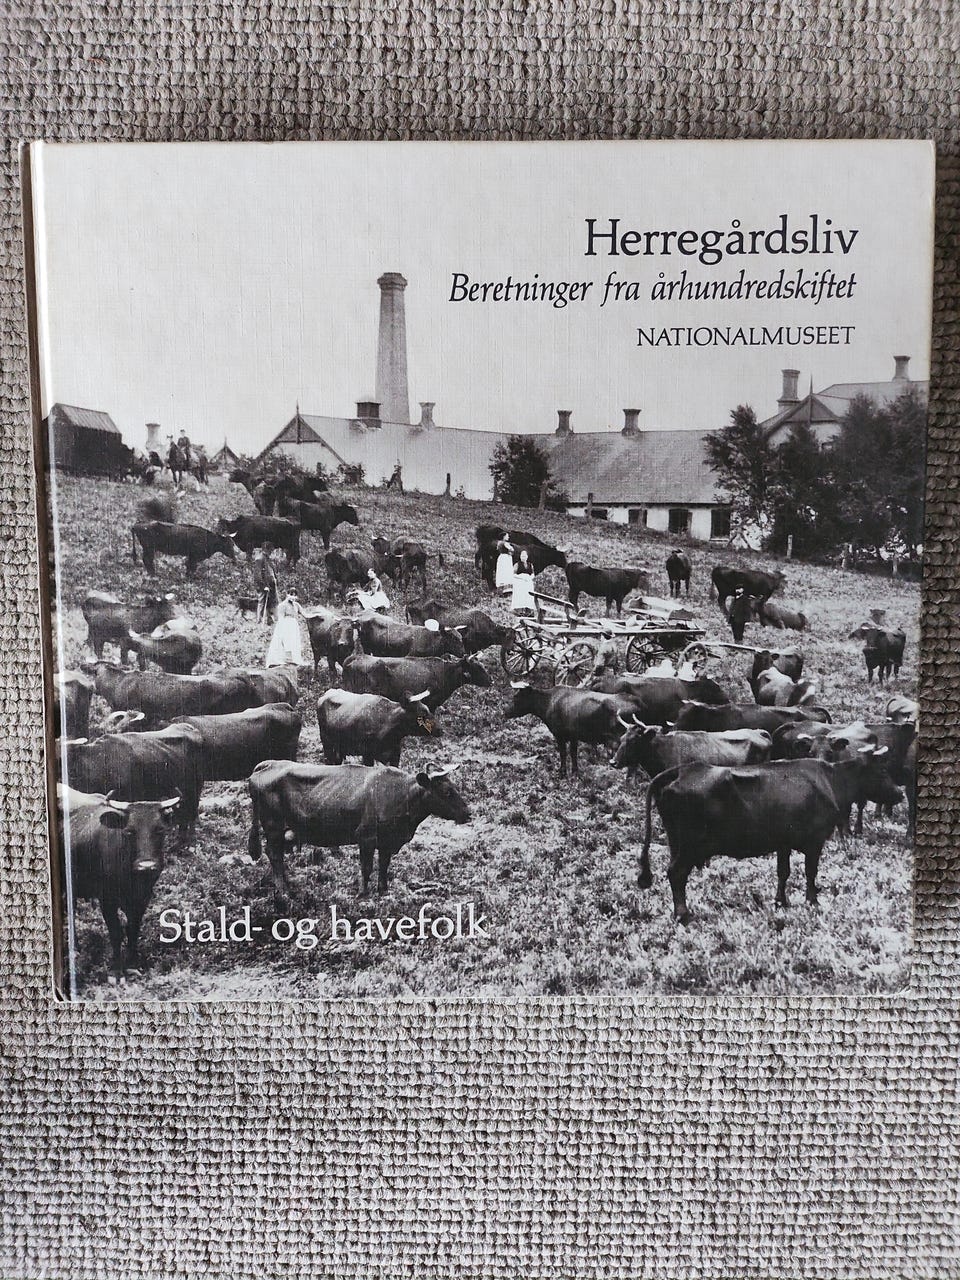 Herregårdsliv
Beretninger fra århundredskiftet
NATIONALMUSEET
Stald- og havefolk